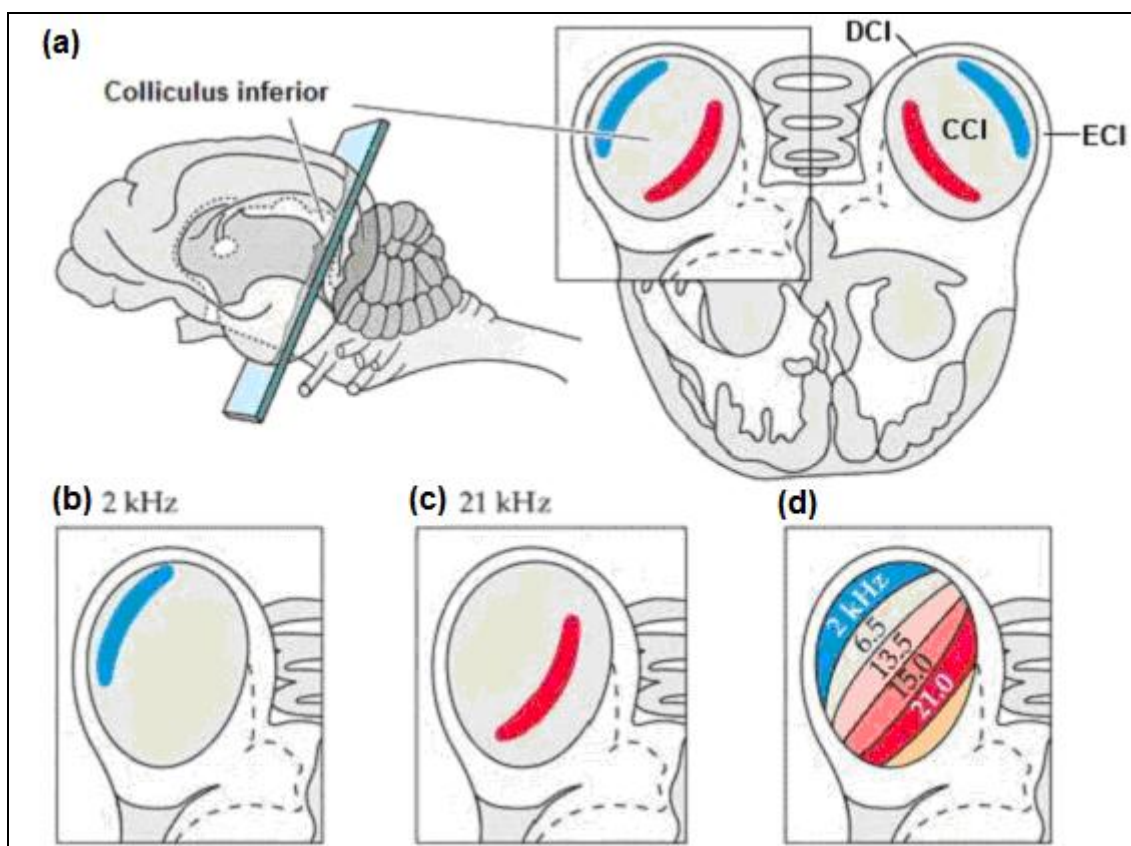 (a)
DCI
Colliculus inferior
CCI
ECI
(b) 2 kHz
(c) 21 kHz
(d)
2 kHz
6.5
13.5
15.0
21.0